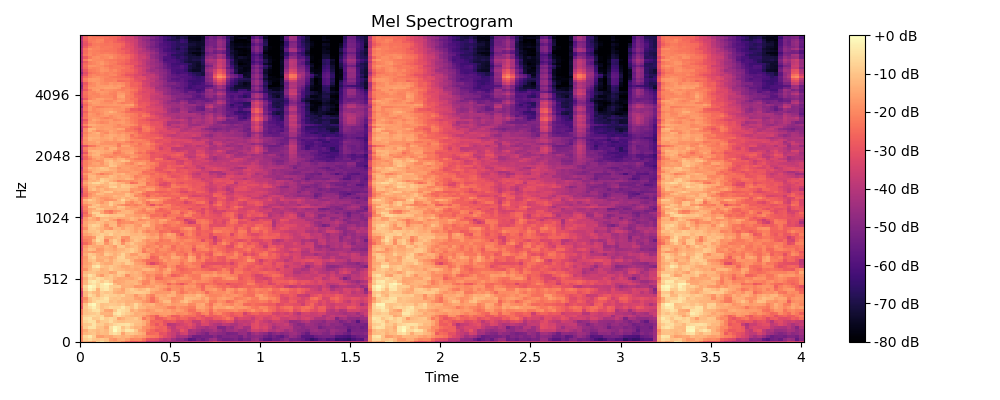 Mel Spectrogram
Hz
4096
2048
1024
512
0
0 0.5 1 1.5 2 2.5 3 3.5 4
Time
+0 dB
-10 dB
-20 dB
-30 dB
-40 dB
-50 dB
-60 dB
-70 dB
-80 dB